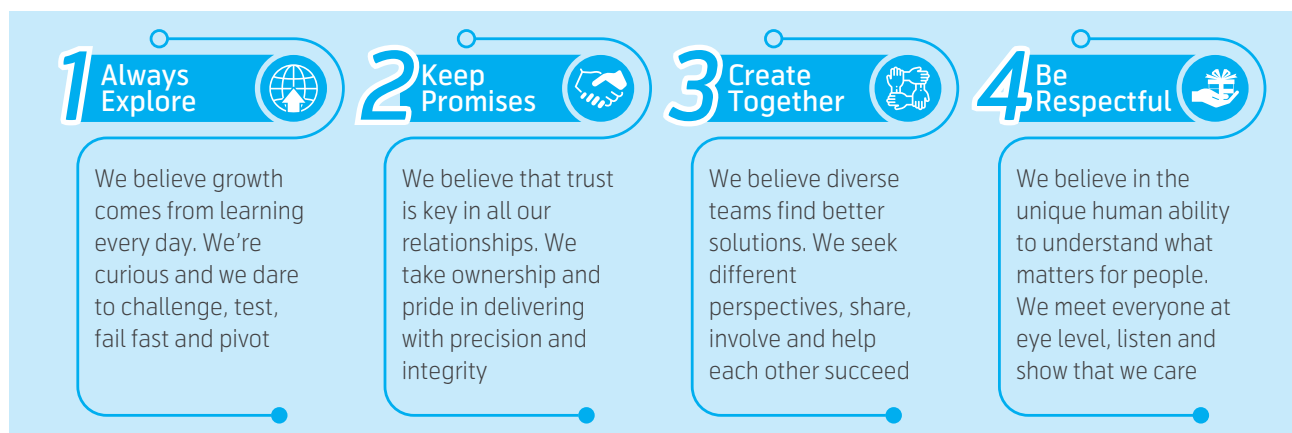 1 Always
Explore
We believe growth
comes from learning
every day. We’re
curious and we dare
to challenge, test,
fail fast and pivot
2 Keep
Promises
We believe that trust
is key in all our
relationships. We
take ownership and
pride in delivering
with precision and
integrity
3 Create
Together
We believe diverse
teams find better
solutions. We seek
different
perspectives, share,
involve and help
each other succeed
4 Be
Respectful
We believe in the
unique human ability
to understand what
matters for people.
We meet everyone at
eye level, listen and
show that we care